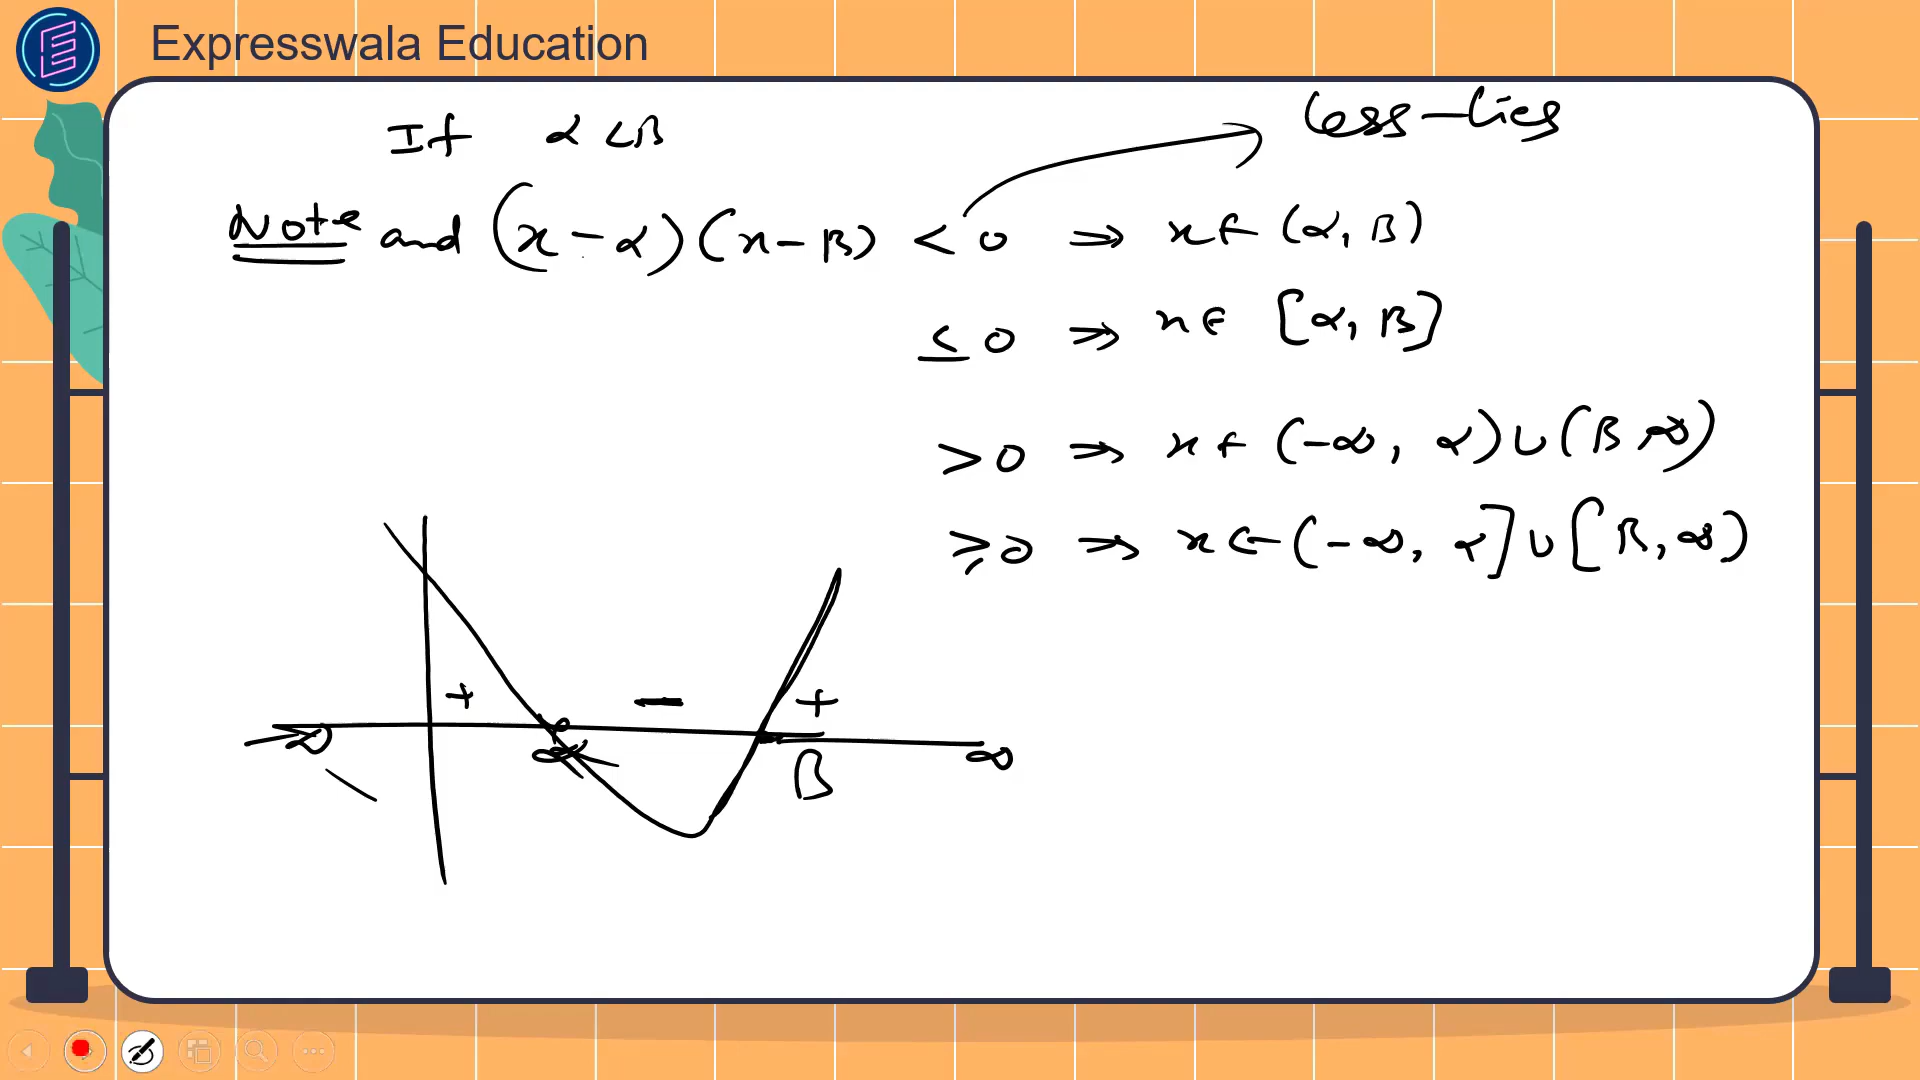 Expresswala Education
If α < β
less - lies
Note and (x - α) (x - β) < 0 ⇒ x ∈ (α, β)
≤ 0 ⇒ x ∈ [α, β]
> 0 ⇒ x ∈ (-∞, α) ∪ (β, ∞)
≥ 0 ⇒ x ∈ (-∞, α] ∪ [β, ∞)
+ - +
-∞ α β ∞